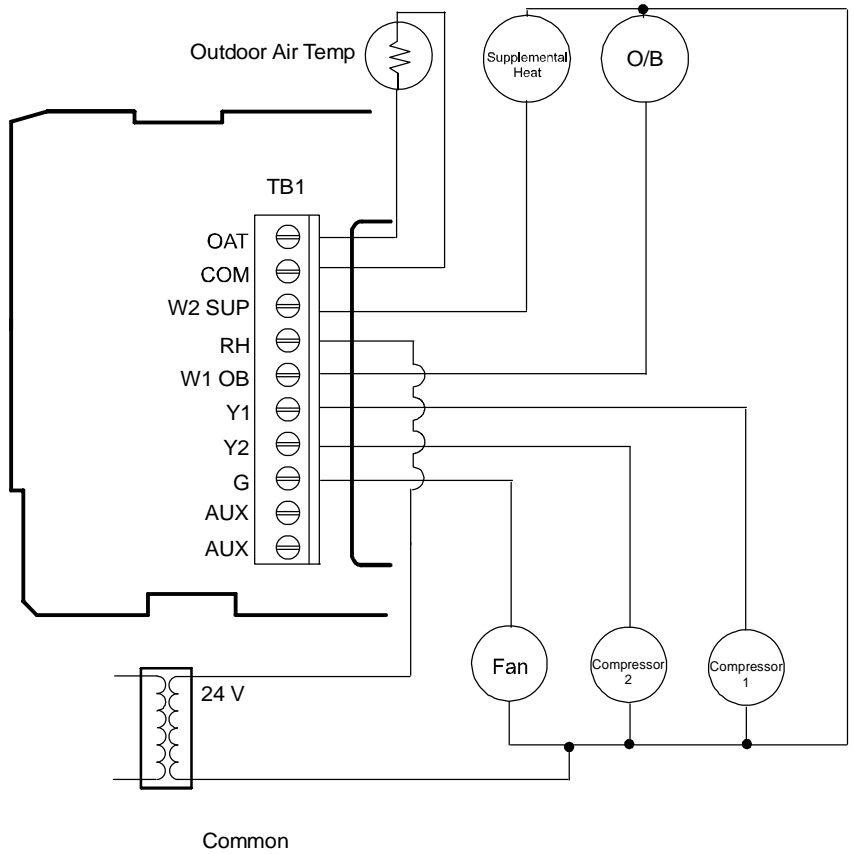 Outdoor Air Temp
Supplemental
Heat
O/B
TB1
OAT
COM
W2 SUP
RH
W1 OB
Y1
Y2
G
AUX
AUX
Fan
Compressor
2
Compressor
1
24 V
Common